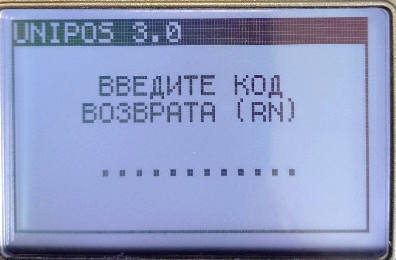 UNIPOS 3.0
ВВЕДИТЕ КОД
ВОЗВРАТА (RN)
............